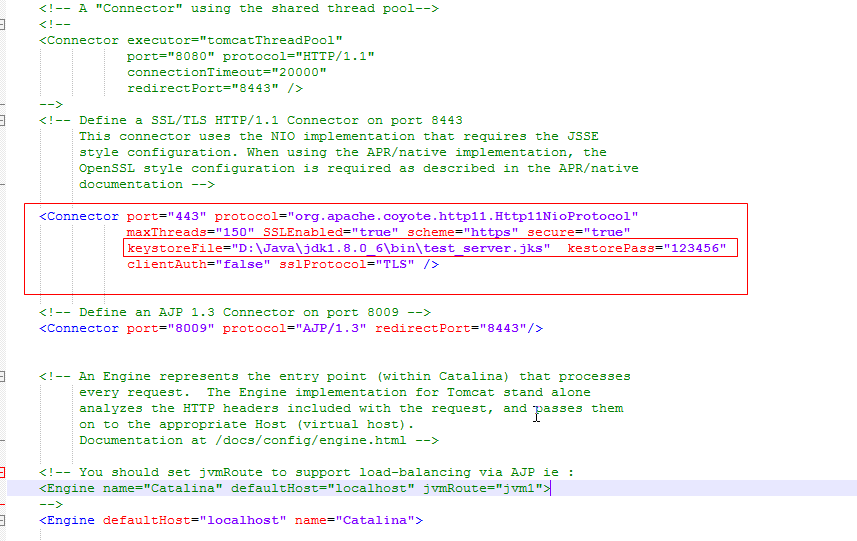 <!-- A "Connector" using the shared thread pool-->
<!--
<Connector executor="tomcatThreadPool"
port="8080" protocol="HTTP/1.1"
connectionTimeout="20000"
redirectPort="8443" />
-->
<!-- Define a SSL/TLS HTTP/1.1 Connector on port 8443
This connector uses the NIO implementation that requires the JSSE
style configuration. When using the APR/native implementation, the
OpenSSL style configuration is required as described in the APR/native
documentation -->
<Connector port="443" protocol="org.apache.coyote.http11.Http11NioProtocol"
maxThreads="150" SSLEnabled="true" scheme="https" secure="true"
keystoreFile="D:\Java\jdk1.8.0_6\bin\test_server.jks"  kestorePass="123456"
clientAuth="false" sslProtocol="TLS" />
<!-- Define an AJP 1.3 Connector on port 8009 -->
<Connector port="8009" protocol="AJP/1.3" redirectPort="8443"/>
<!-- An Engine represents the entry point (within Catalina) that processes
every request.  The Engine implementation for Tomcat stand alone
analyzes the HTTP headers included with the request, and passes them
on to the appropriate Host (virtual host).
Documentation at /docs/config/engine.html -->
<!-- You should set jvmRoute to support load-balancing via AJP ie :
<Engine name="Catalina" defaultHost="localhost" jvmRoute="jvm1">
-->
<Engine defaultHost="localhost" name="Catalina">